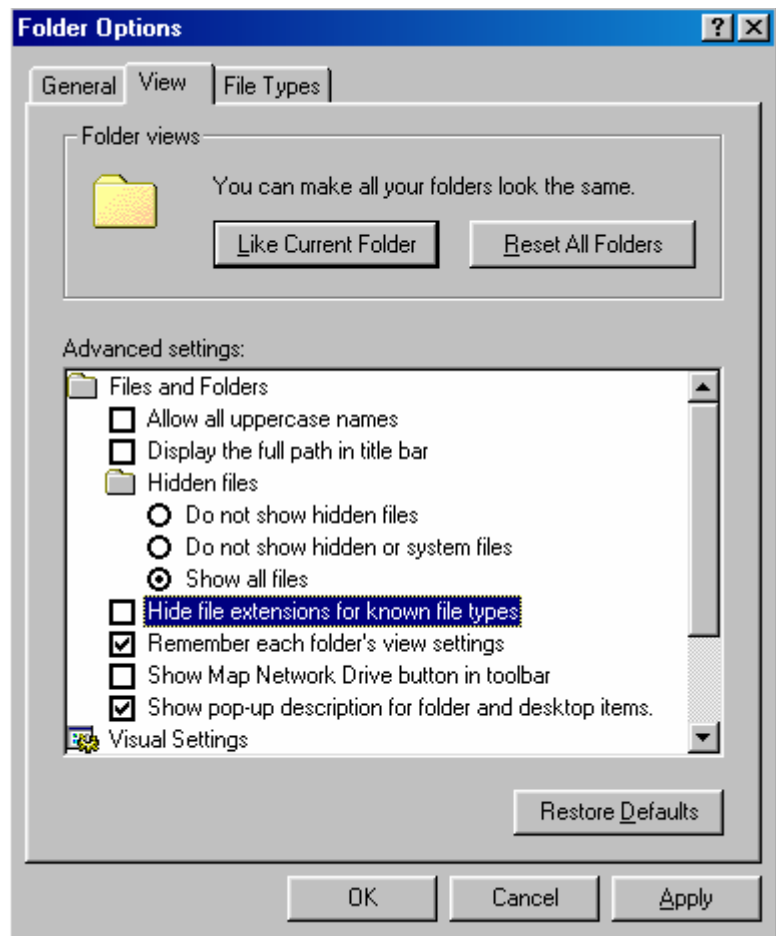 Folder Options
General View File Types
Folder views
You can make all your folders look the same.
Like Current Folder Reset All Folders
Advanced settings:
Files and Folders
Allow all uppercase names
Display the full path in title bar
Hidden files
Do not show hidden files
Do not show hidden or system files
Show all files
Hide file extensions for known file types
Remember each folder's view settings
Show Map Network Drive button in toolbar
Show pop-up description for folder and desktop items.
Visual Settings
Restore Defaults
OK Cancel Apply